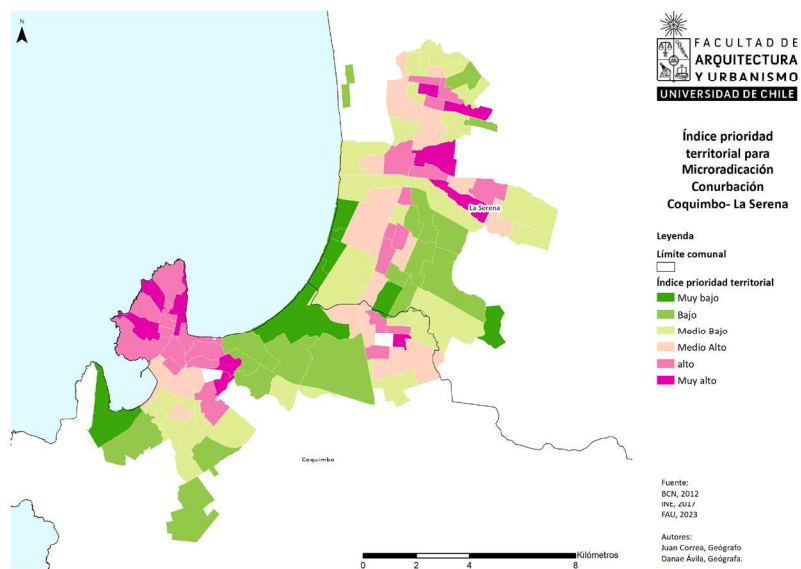 N
La Serena
Coquimbo
0 2 4 8
Kilómetros
FACULTAD DE
ARQUITECTURA
Y URBANISMO
UNIVERSIDAD DE CHILE
Índice prioridad
territorial para
Microradicación
Conurbación
Coquimbo- La Serena
Leyenda
Límite comunal
Índice prioridad territorial
Muy bajo
Bajo
Medio Bajo
Medio Alto
alto
Muy alto
Fuente:
BCN, 2012
INE, 2017
FAU, 2023
Autores:
Juan Correa, Geógrafo
Danae Ávila, Geógrafa.